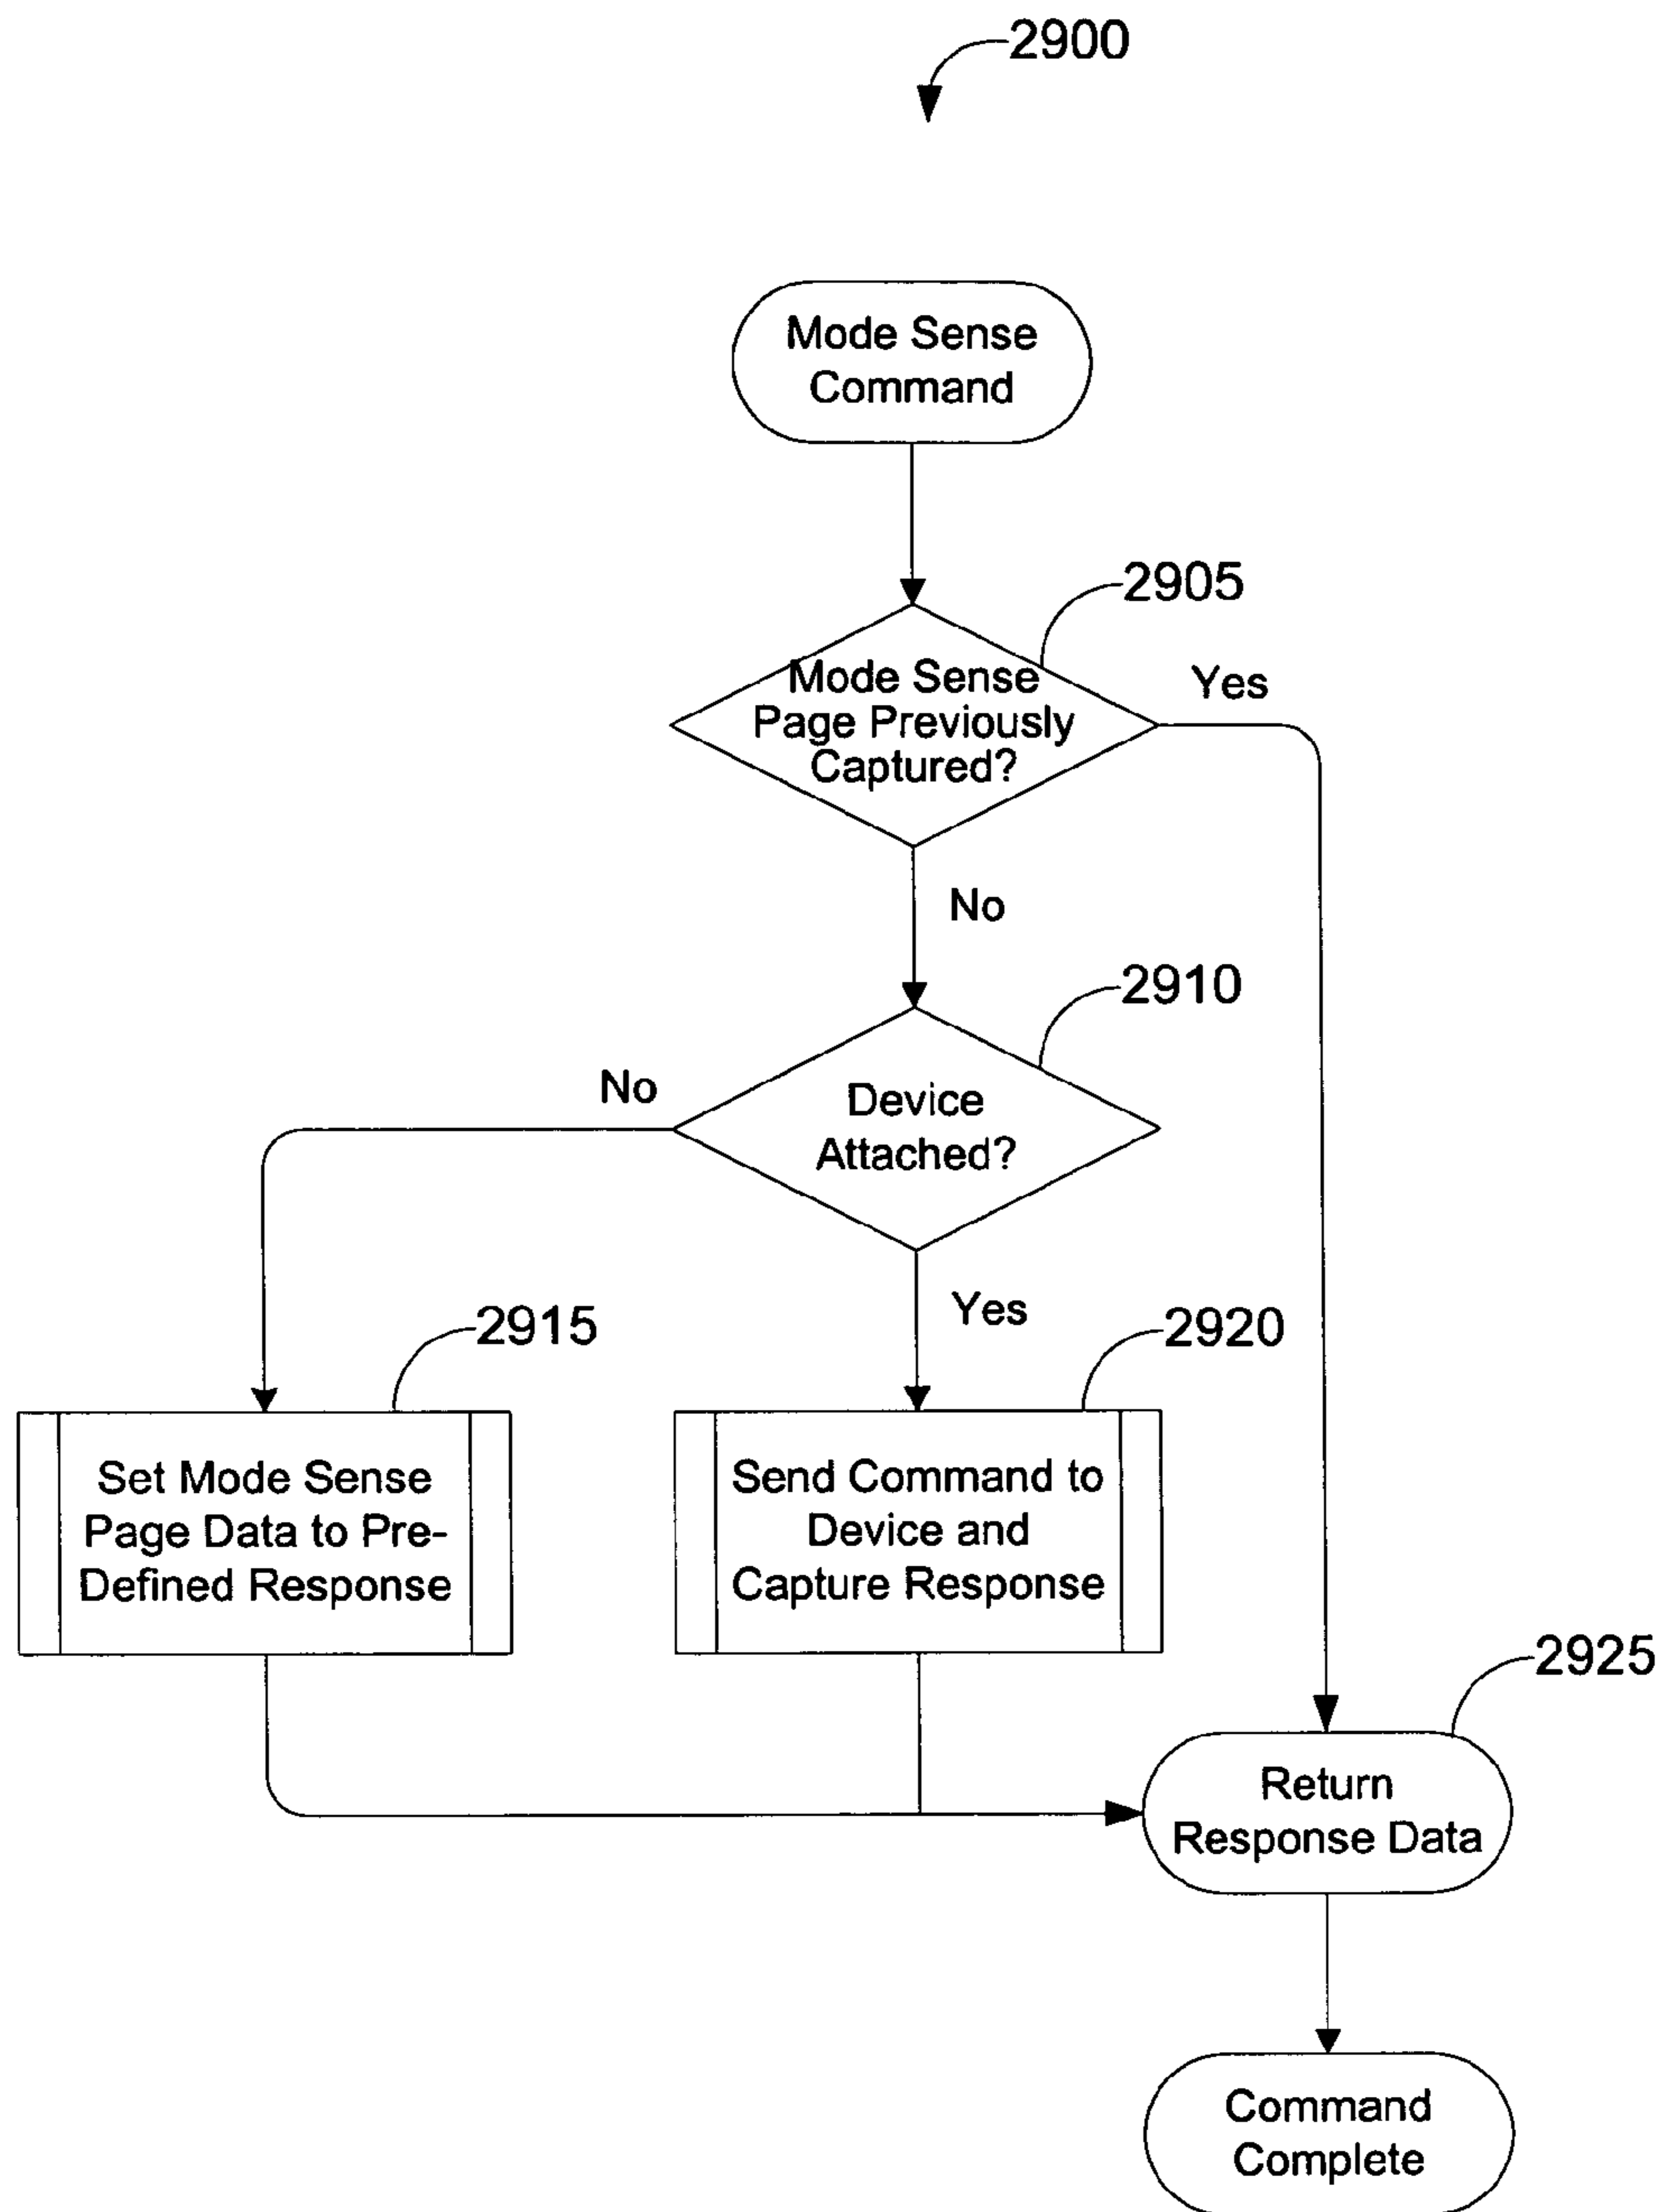 2900
Mode Sense
Command
2905
Mode Sense
Page Previously
Captured?
Yes
No
2910
Device
Attached?
No
Yes
2915
Set Mode Sense
Page Data to Pre-
Defined Response
2920
Send Command to
Device and
Capture Response
2925
Return
Response Data
Command
Complete